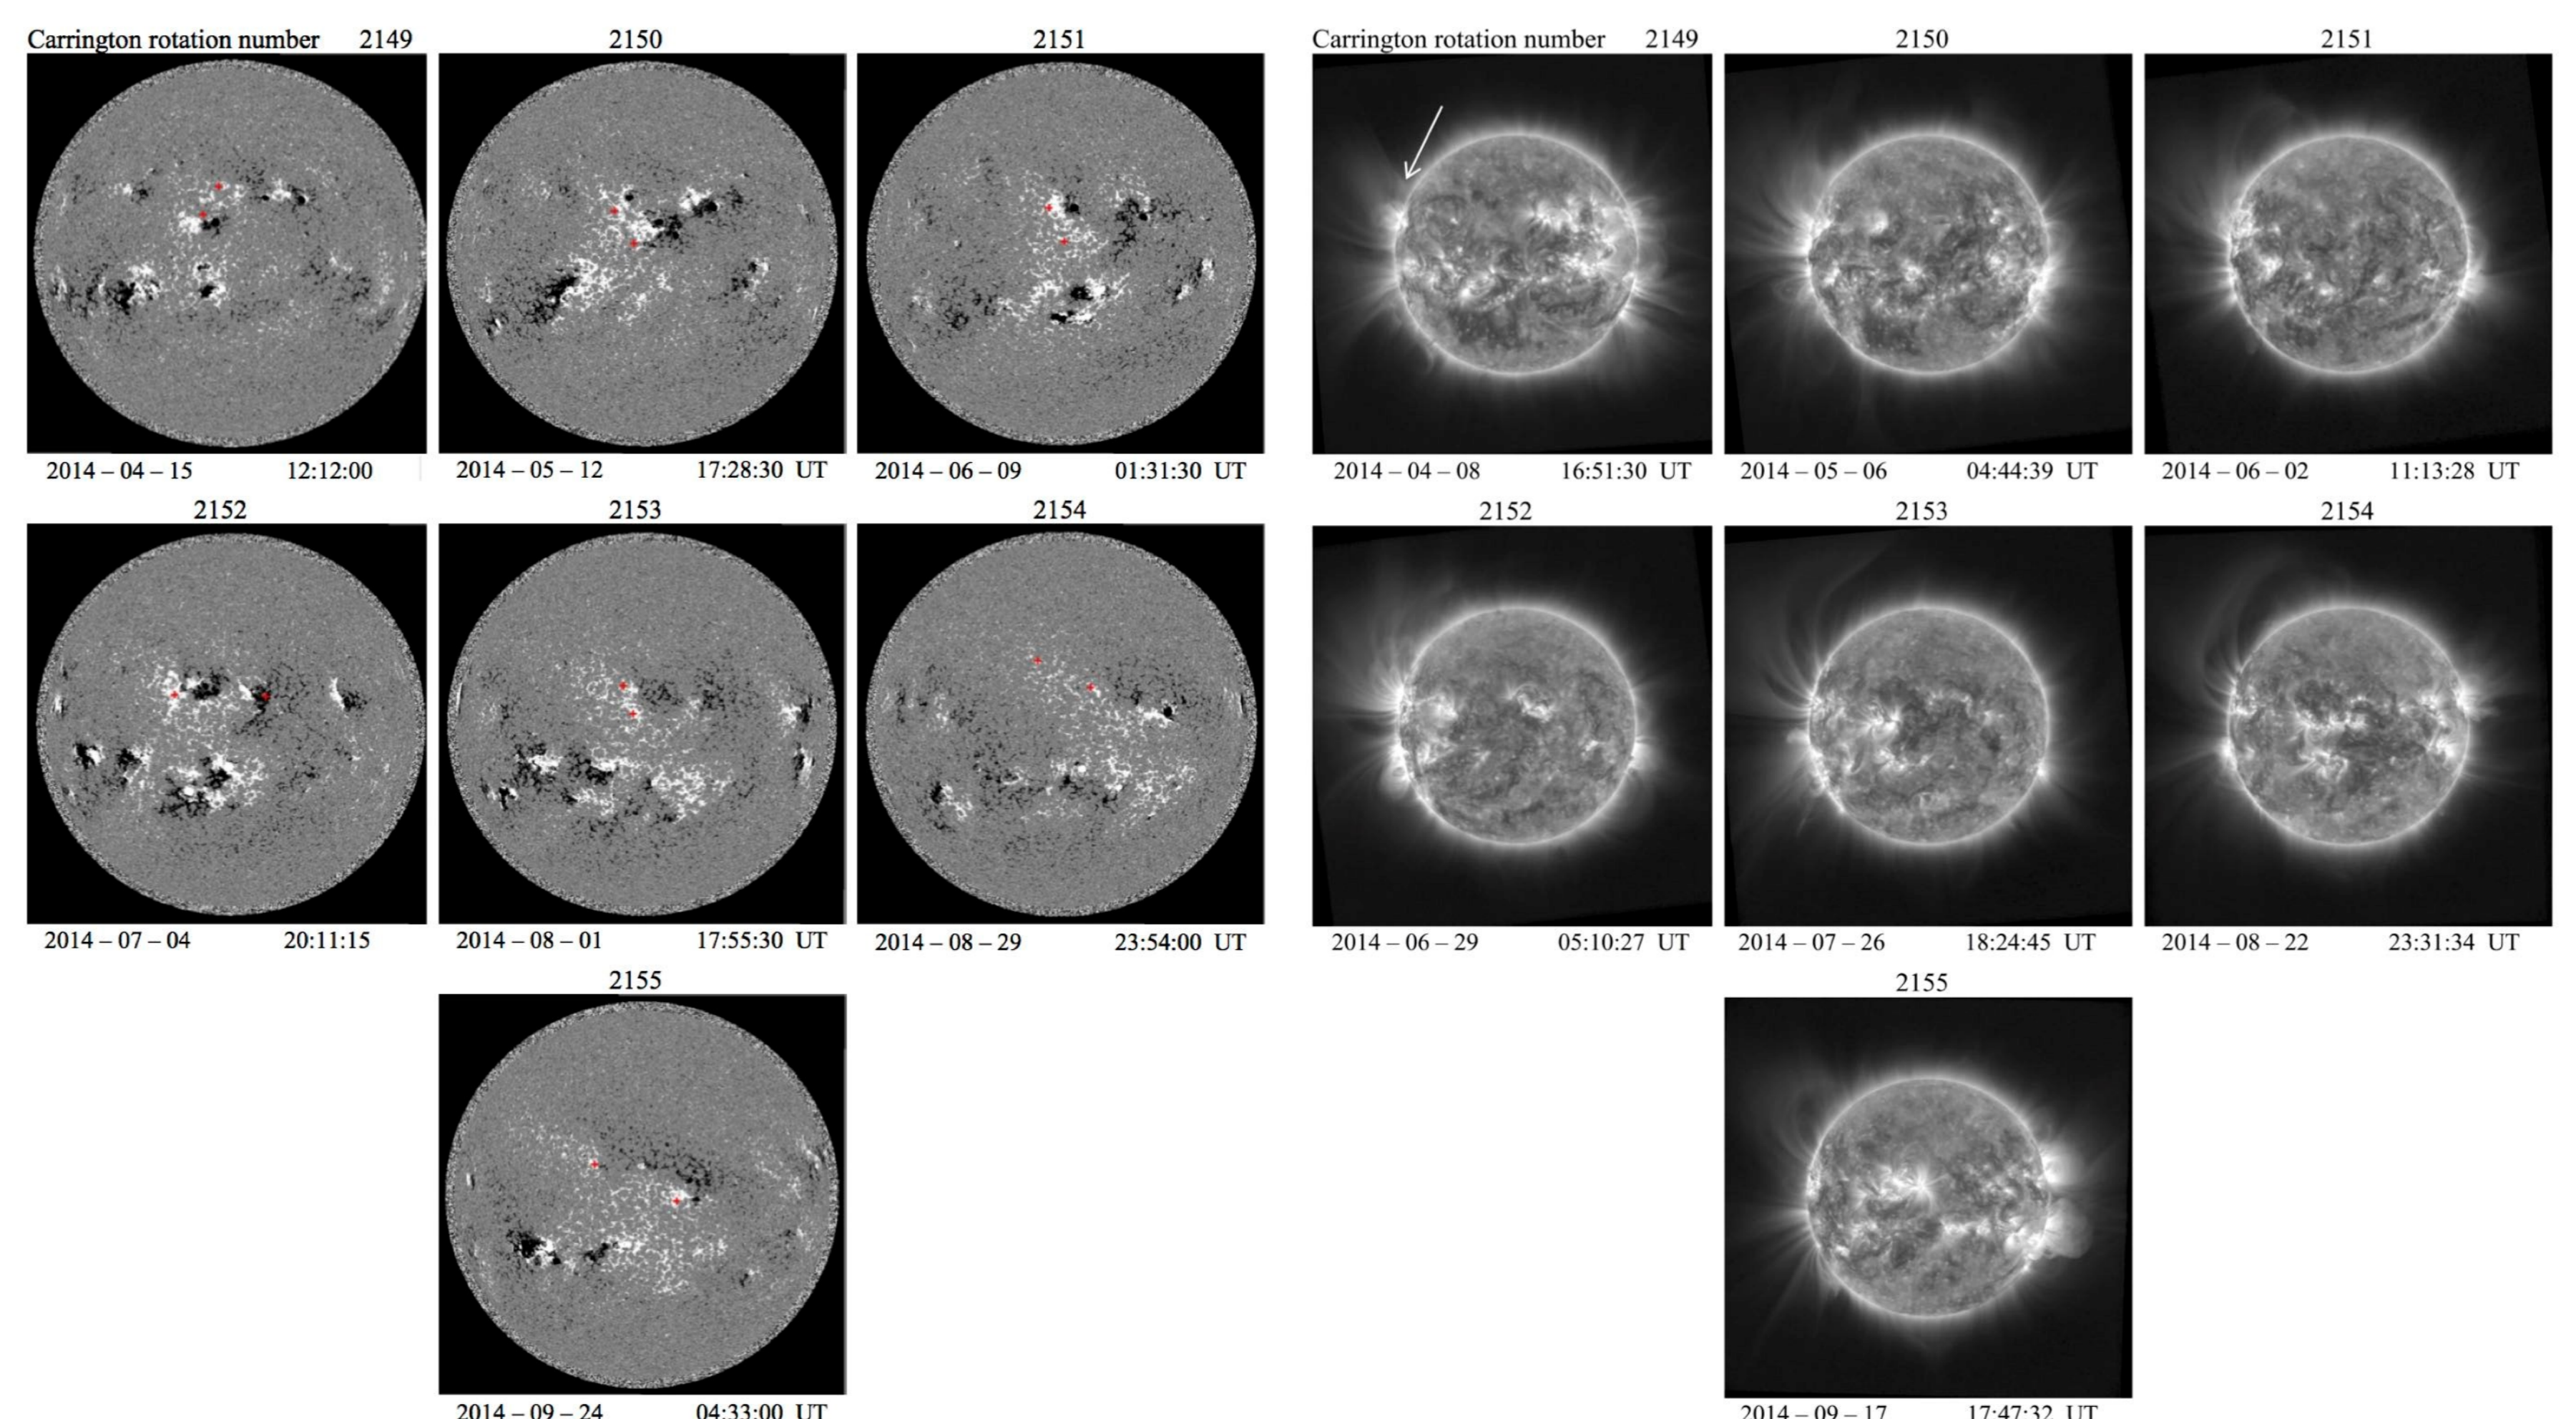 Carrington rotation number 2149 2150 2151
2014 – 04 – 15 12:12:00 2014 – 05 – 12 17:28:30 UT 2014 – 06 – 09 01:31:30 UT
2152 2153 2154
2014 – 07 – 04 20:11:15 2014 – 08 – 01 17:55:30 UT 2014 – 08 – 29 23:54:00 UT
2155
2014 – 09 – 24 04:33:00 UT
Carrington rotation number 2149 2150 2151
2014 – 04 – 08 16:51:30 UT 2014 – 05 – 06 04:44:39 UT 2014 – 06 – 02 11:13:28 UT
2152 2153 2154
2014 – 06 – 29 05:10:27 UT 2014 – 07 – 26 18:24:45 UT 2014 – 08 – 22 23:31:34 UT
2155
2014 – 09 – 17 17:47:32 UT